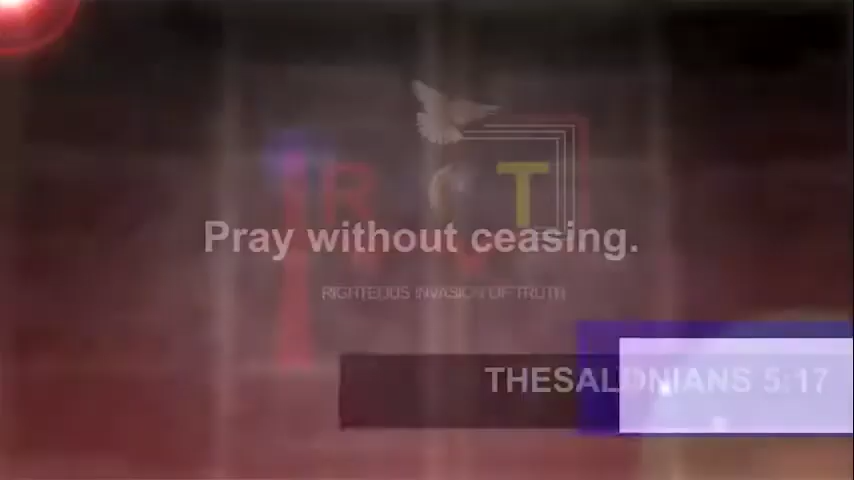 R T
Pray without ceasing.
RIGHTEOUS INVASION OF TRUTH
THESALONIANS 5:17